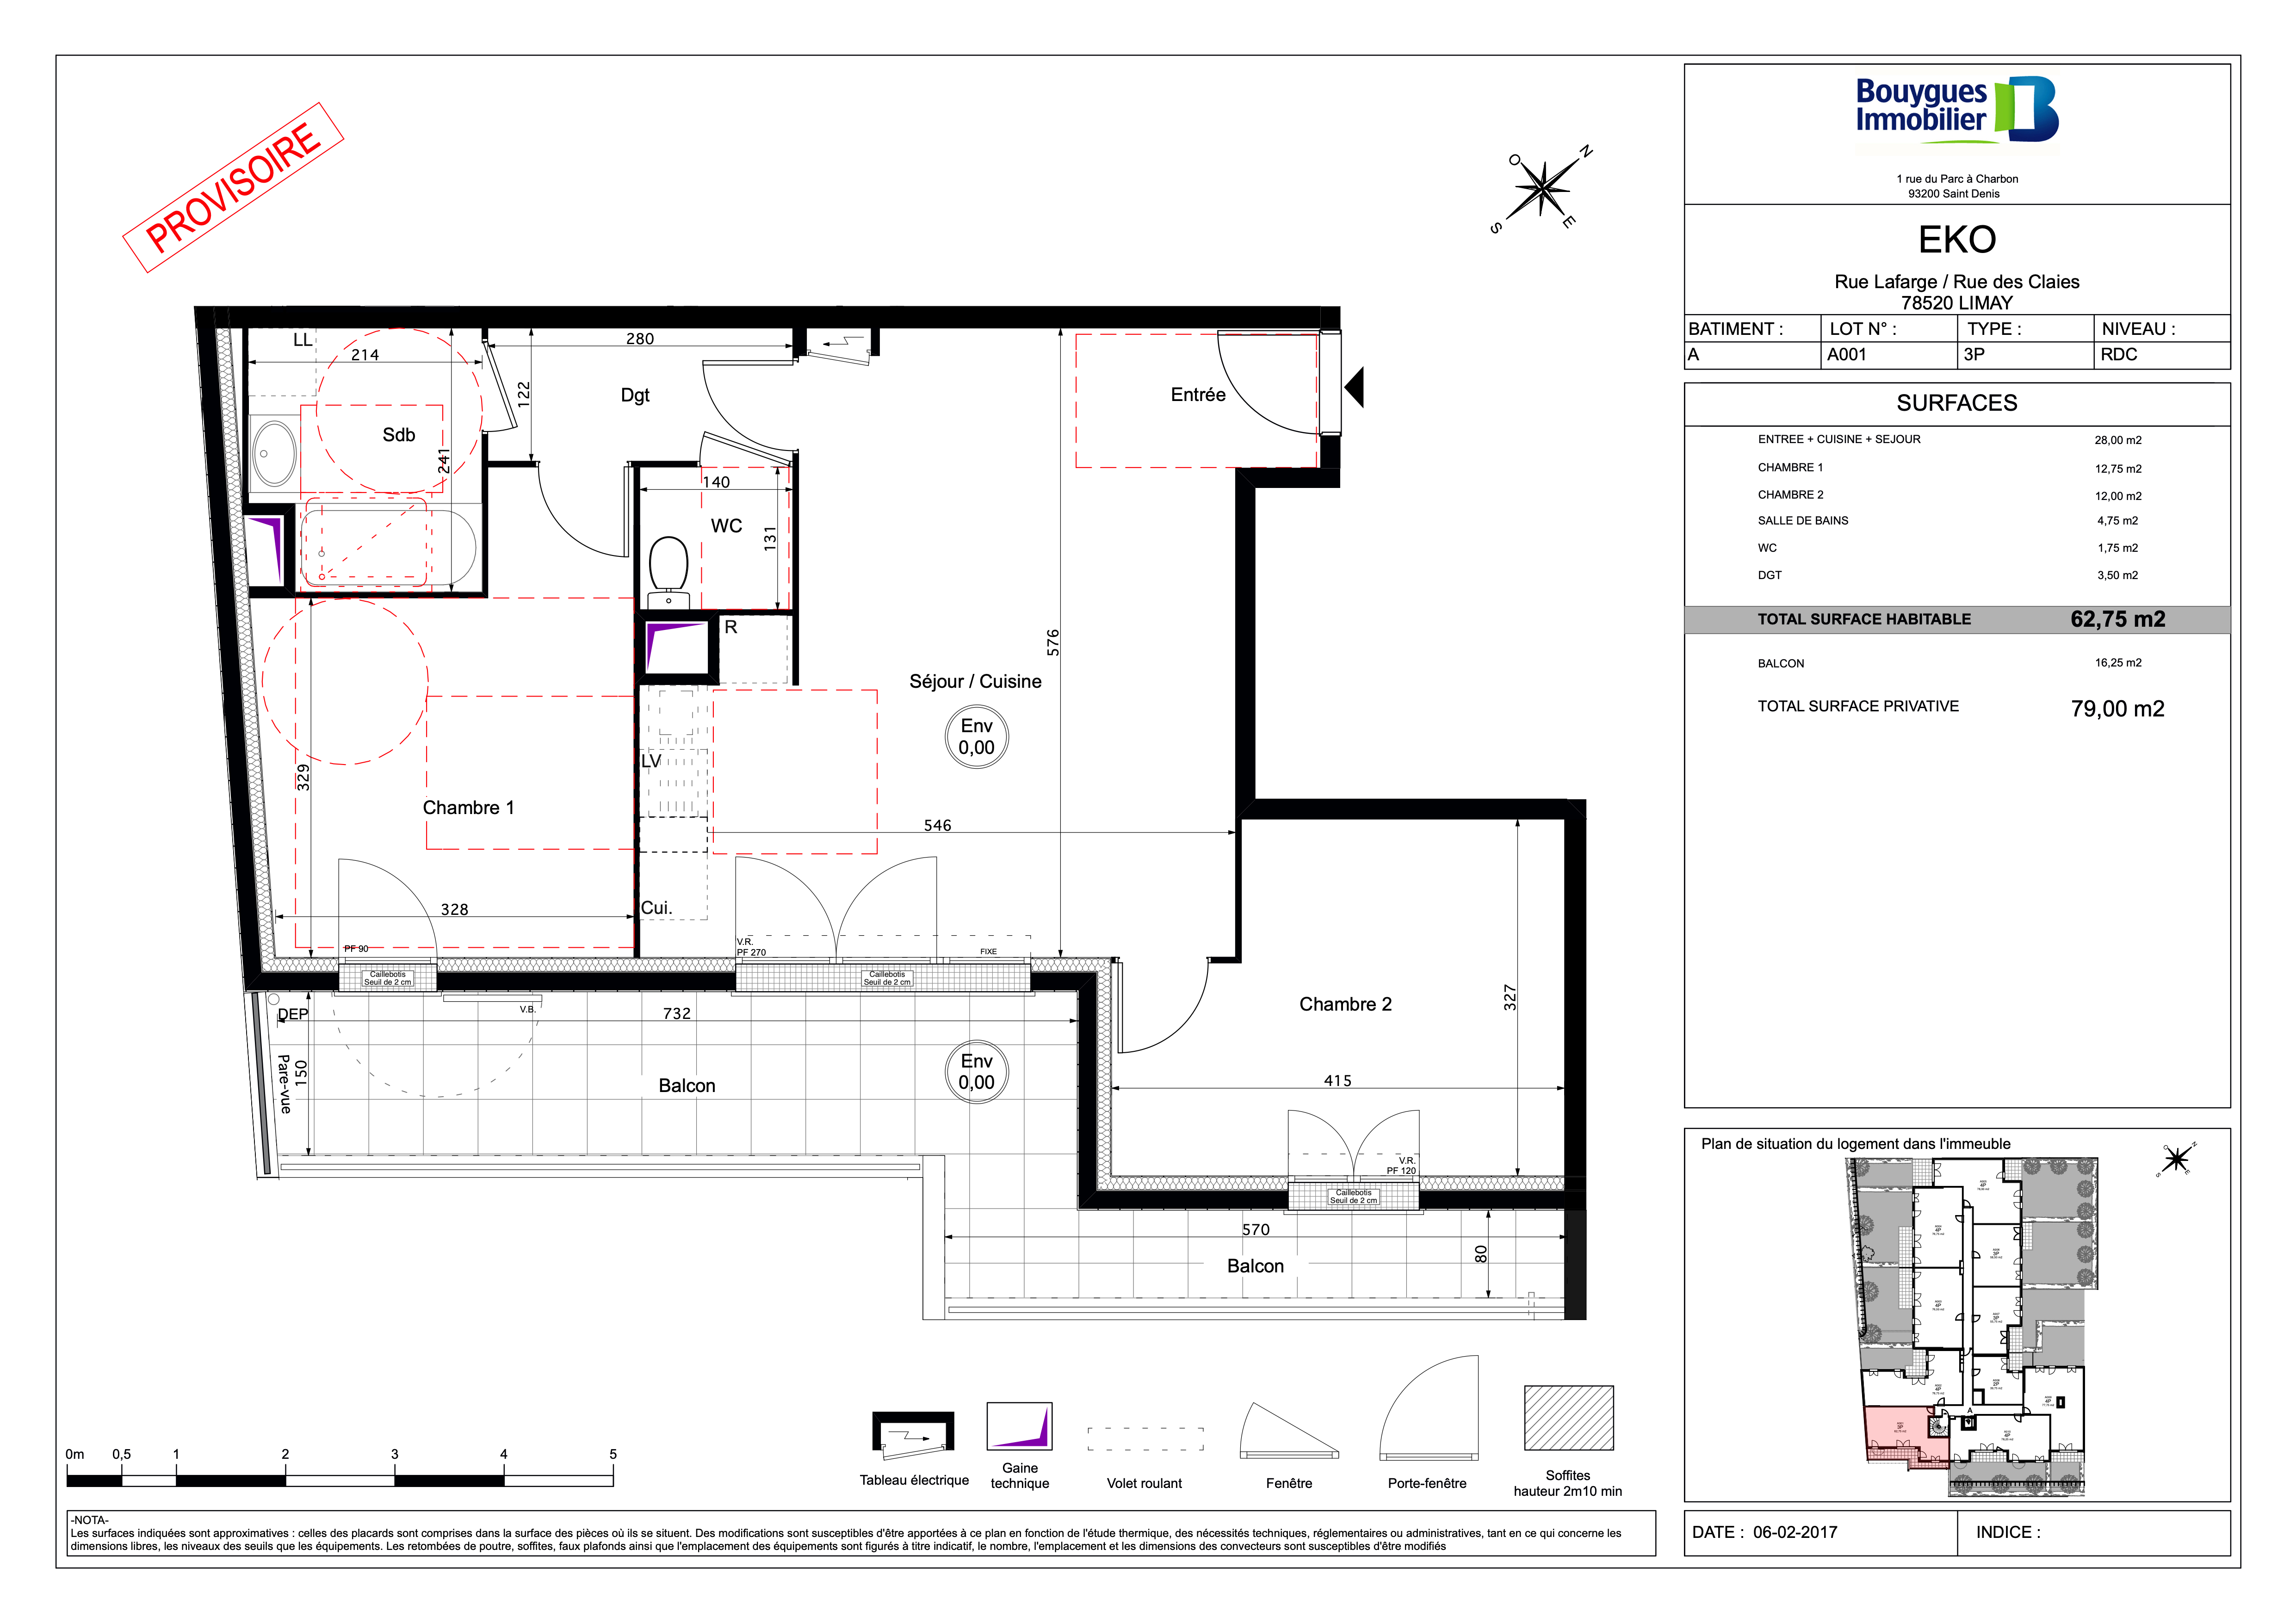 PROVISOIRE
O
N
S
E
Bouygues
Immobilier
1 rue du Parc à Charbon
93200 Saint Denis
EKO
Rue Lafarge / Rue des Claies
78520 LIMAY
BATIMENT :
LOT N° :
TYPE :
NIVEAU :
A
A001
3P
RDC
SURFACES
ENTREE + CUISINE + SEJOUR 28,00 m2
CHAMBRE 1 12,75 m2
CHAMBRE 2 12,00 m2
SALLE DE BAINS 4,75 m2
WC 1,75 m2
DGT 3,50 m2
TOTAL SURFACE HABITABLE 62,75 m2
BALCON 16,25 m2
TOTAL SURFACE PRIVATIVE 79,00 m2
LL
214
280
122
Dgt
Entrée
Sdb
241
140
WC
131
R
576
Séjour / Cuisine
Env
0,00
LV
329
Chambre 1
546
328
Cui.
PF 90
V.R.
PF 270
FIXE
Caillebotis
Seuil de 2 cm
Caillebotis
Seuil de 2 cm
DEP
V.B.
732
Chambre 2
327
Pare-vue
150
Env
0,00
Balcon
415
V.R.
PF 120
Caillebotis
Seuil de 2 cm
570
80
Balcon
Plan de situation du logement dans l'immeuble
N
S
E
A
0m
0,5
1
2
3
4
5
Tableau électrique
Gaine
technique
Volet roulant
Fenêtre
Porte-fenêtre
Soffites
hauteur 2m10 min
-NOTA-
Les surfaces indiquées sont approximatives : celles des placards sont comprises dans la surface des pièces où ils se situent. Des modifications sont susceptibles d'être apportées à ce plan en fonction de l'étude thermique, des nécessités techniques, réglementaires ou administratives, tant en ce qui concerne les
dimensions libres, les niveaux des seuils que les équipements. Les retombées de poutre, soffites, faux plafonds ainsi que l'emplacement des équipements sont figurés à titre indicatif, le nombre, l'emplacement et les dimensions des convecteurs sont susceptibles d'être modifiés
DATE : 06-02-2017
INDICE :